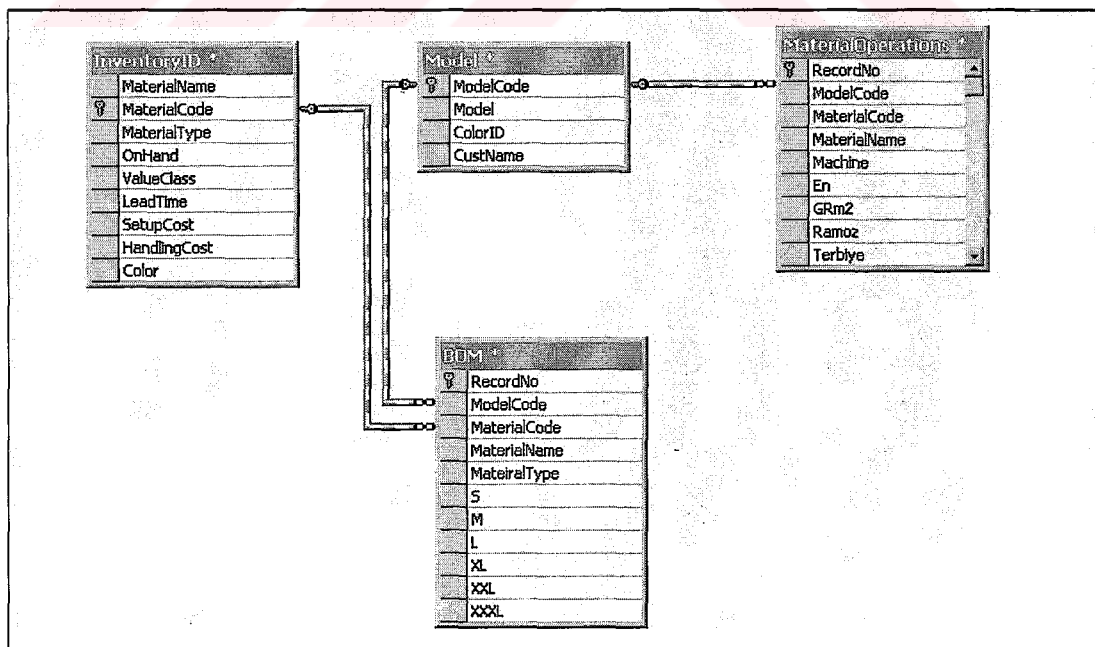 InventoryID *
MaterialName
MaterialCode
MaterialType
OnHand
ValueClass
LeadTime
SetupCost
HandlingCost
Color
Model *
ModelCode
Model
ColorID
CustName
MaterialOperations *
RecordNo
ModelCode
MaterialCode
MaterialName
Machine
En
GRm2
Ramoz
Terbiye
BOM *
RecordNo
ModelCode
MaterialCode
MaterialName
MateiralType
S
M
L
XL
XXL
XXXL